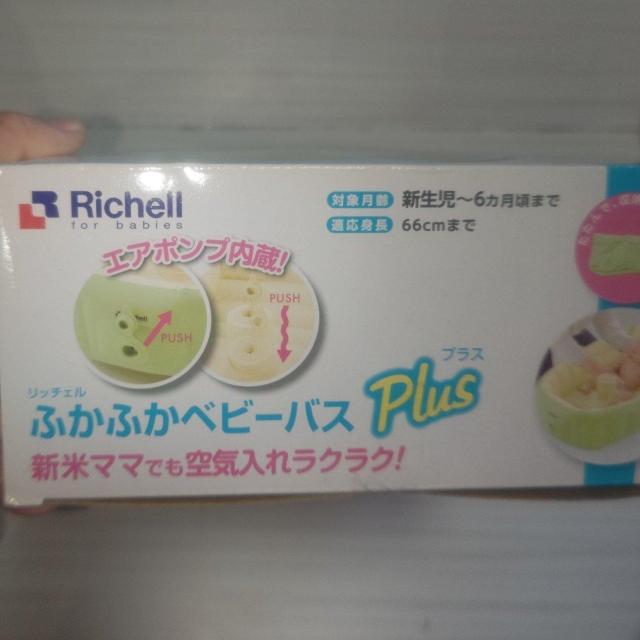 Richell
for babies
対象月齢 新生児～6カ月頃まで
適応身長 66cmまで
エアポンプ内蔵!
PUSH
PUSH
リッチェル
ふかふかベビーバス Plus
プラス
新米ママでも空気入れラクラク!